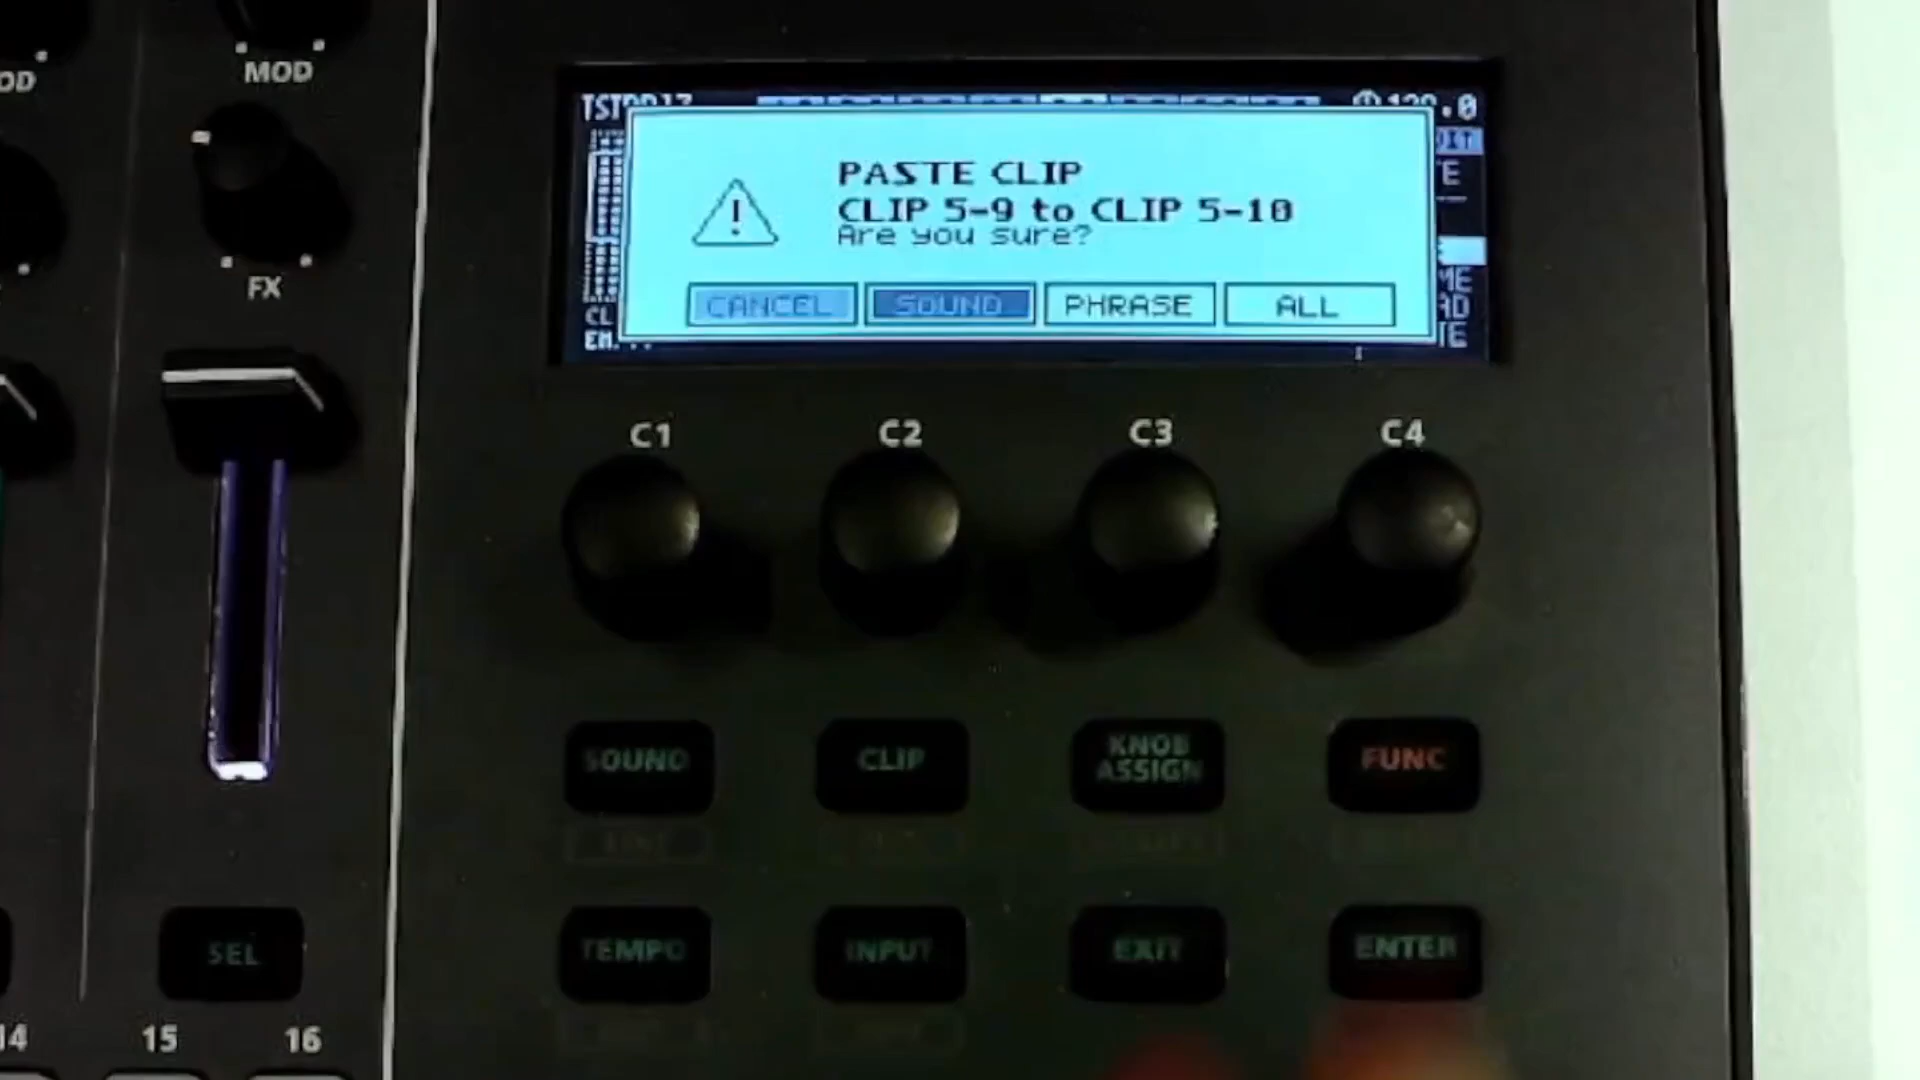 MOD
FX
PASTE CLIP
CLIP 5-9 to CLIP 5-10
Are you sure?
CANCEL SOUND PHRASE ALL
C1 C2 C3 C4
SOUND CLIP KNOB ASSIGN FUNC
SEL TEMPO INPUT EXIT ENTER
14 15 16